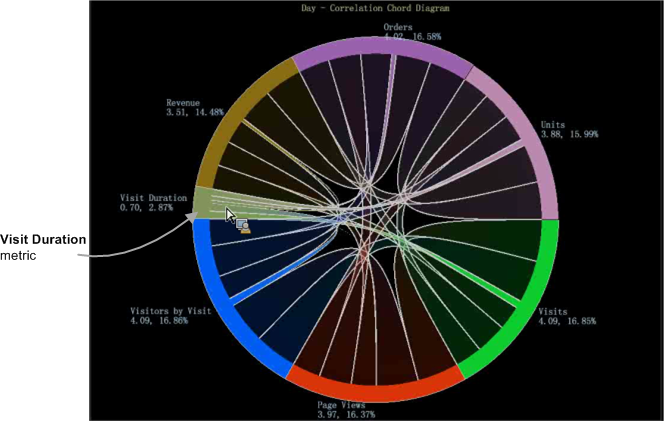 Day - Correlation Chord Diagram
Orders
4.02, 16.58%
Revenue
3.51, 14.48%
Units
3.88, 15.99%
Visit Duration
0.70, 2.87%
Visit Duration
metric
Visitors by Visit
4.09, 16.86%
Visits
4.09, 16.85%
Page Views
3.97, 16.37%